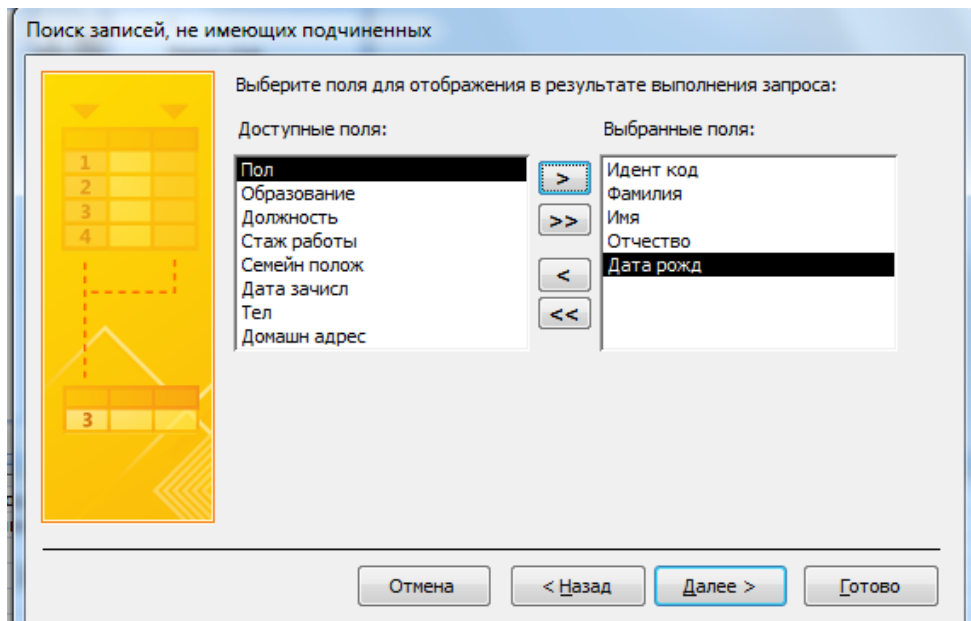 Поиск записей, не имеющих подчиненных
Выберите поля для отображения в результате выполнения запроса:
Доступные поля:
Выбранные поля:
Пол
Образование
Должность
Стаж работы
Семейн полож
Дата зачисл
Тел
Домашн адрес
>
>>
<
<<
Идент код
Фамилия
Имя
Отчество
Дата рожд
1
2
3
4
3
Отмена
< Назад
Далее >
Готово